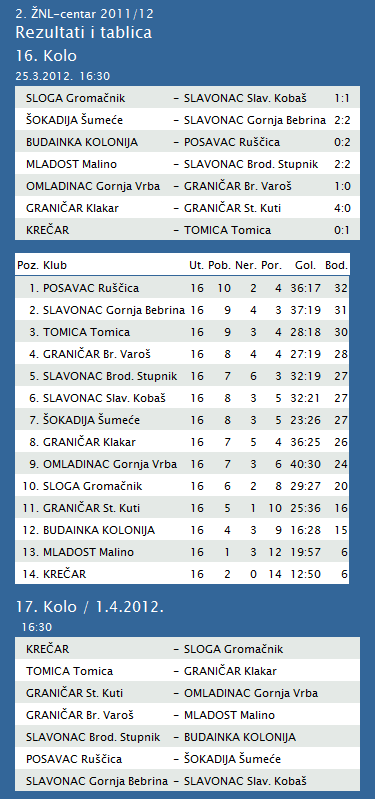 2. ŽNL-centar 2011/12
Rezultati i tablica
16. Kolo
25.3.2012. 16:30
SLOGA Gromačnik - SLAVONAC Slav. Kobaš 1:1
ŠOKADIJA Šumeće - SLAVONAC Gornja Bebrina 2:2
BUDAINKA KOLONIJA - POSAVAC Ruščica 0:2
MLADOST Malino - SLAVONAC Brod. Stupnik 2:2
OMLADINAC Gornja Vrba - GRANIČAR Br. Varoš 1:0
GRANIČAR Klakar - GRANIČAR St. Kuti 4:0
KREČAR - TOMICA Tomica 0:1
Poz. Klub Ut. Pob. Ner. Por. Gol. Bod.
1. POSAVAC Ruščica 16 10 2 4 36:17 32
2. SLAVONAC Gornja Bebrina 16 9 4 3 37:19 31
3. TOMICA Tomica 16 9 3 4 28:18 30
4. GRANIČAR Br. Varoš 16 8 4 4 27:19 28
5. SLAVONAC Brod. Stupnik 16 7 6 3 32:19 27
6. SLAVONAC Slav. Kobaš 16 8 3 5 32:21 27
7. ŠOKADIJA Šumeće 16 8 3 5 23:26 27
8. GRANIČAR Klakar 16 7 5 4 36:25 26
9. OMLADINAC Gornja Vrba 16 7 3 6 40:30 24
10. SLOGA Gromačnik 16 6 2 8 29:27 20
11. GRANIČAR St. Kuti 16 5 1 10 25:36 16
12. BUDAINKA KOLONIJA 16 4 3 9 16:28 15
13. MLADOST Malino 16 1 3 12 19:57 6
14. KREČAR 16 2 0 14 12:50 6
17. Kolo / 1.4.2012.
16:30
KREČAR - SLOGA Gromačnik
TOMICA Tomica - GRANIČAR Klakar
GRANIČAR St. Kuti - OMLADINAC Gornja Vrba
GRANIČAR Br. Varoš - MLADOST Malino
SLAVONAC Brod. Stupnik - BUDAINKA KOLONIJA
POSAVAC Ruščica - ŠOKADIJA Šumeće
SLAVONAC Gornja Bebrina - SLAVONAC Slav. Kobaš